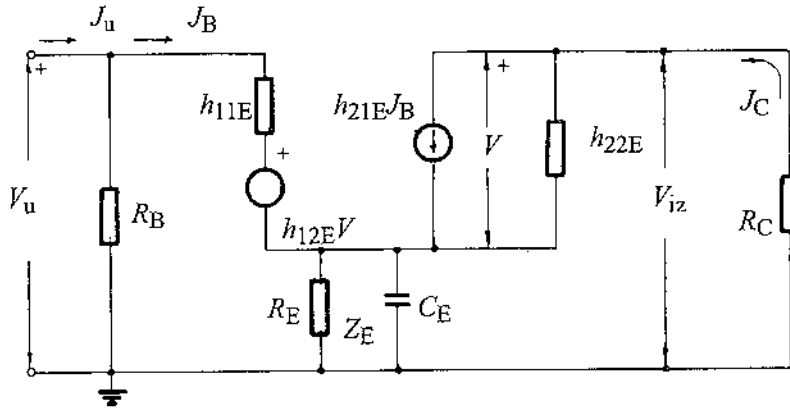 J_u J_B
+ +
h_11E h_21E J_B V h_22E J_C
+
V_u R_B V_iz R_C
h_12E V
R_E Z_E C_E